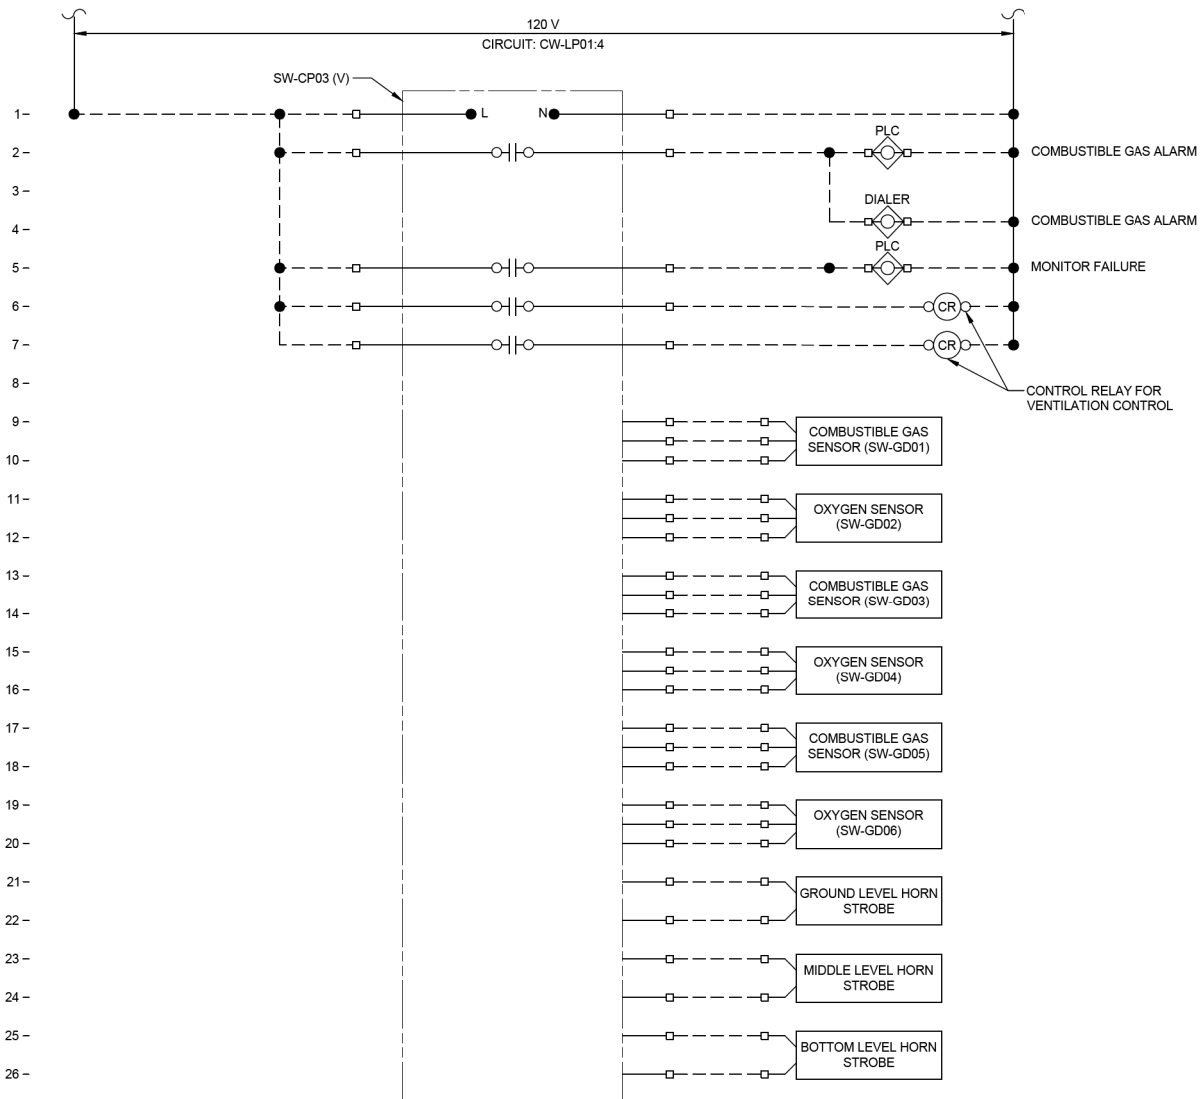 120 V
CIRCUIT: CW-LP01:4
SW-CP03 (V)
1
L
N
PLC
2
COMBUSTIBLE GAS ALARM
3
DIALER
4
COMBUSTIBLE GAS ALARM
PLC
5
MONITOR FAILURE
6
CR
7
CR
8
CONTROL RELAY FOR
VENTILATION CONTROL
9
COMBUSTIBLE GAS
SENSOR (SW-GD01)
10
11
OXYGEN SENSOR
(SW-GD02)
12
13
COMBUSTIBLE GAS
SENSOR (SW-GD03)
14
15
OXYGEN SENSOR
(SW-GD04)
16
17
COMBUSTIBLE GAS
SENSOR (SW-GD05)
18
19
OXYGEN SENSOR
(SW-GD06)
20
21
GROUND LEVEL HORN
STROBE
22
23
MIDDLE LEVEL HORN
STROBE
24
25
BOTTOM LEVEL HORN
STROBE
26